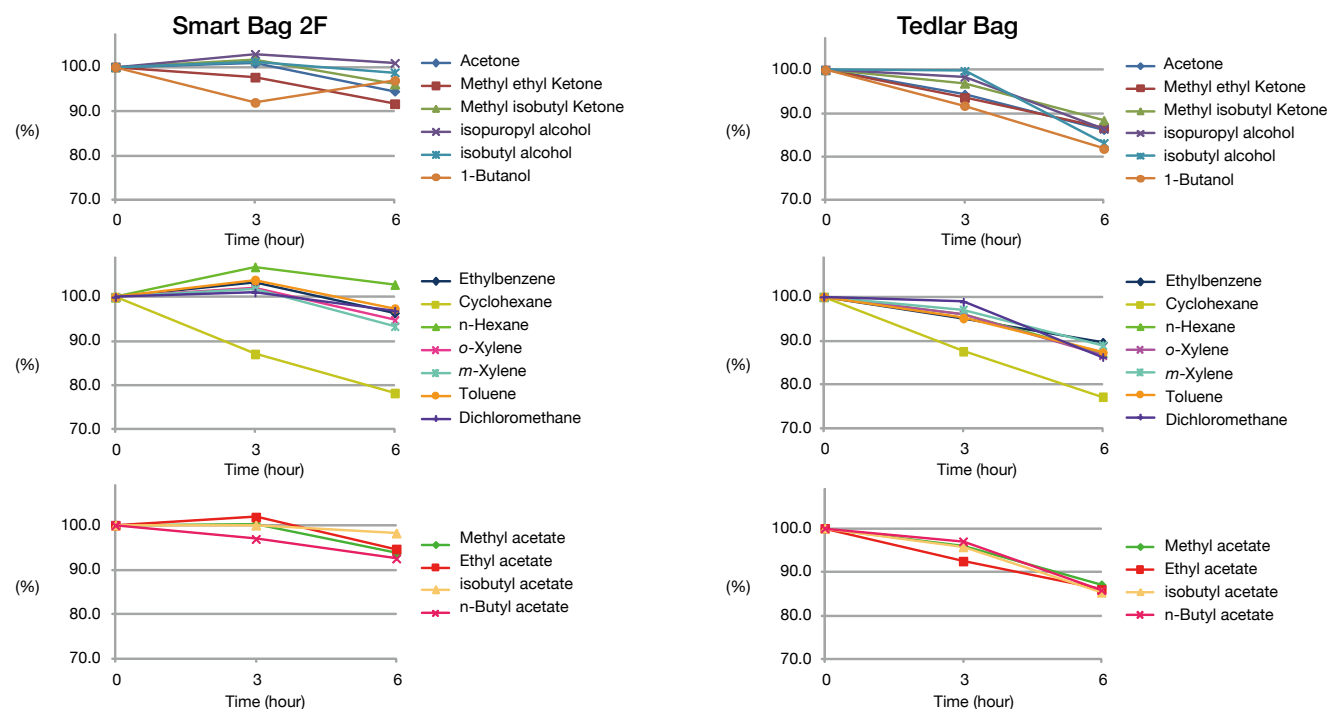 Smart Bag 2F
100.0
90.0
(%)
80.0
70.0
0 3 6
Time (hour)
Acetone
Methyl ethyl Ketone
Methyl isobutyl Ketone
isopuropyl alcohol
isobutyl alcohol
1-Butanol
Tedlar Bag
100.0
90.0
(%)
80.0
70.0
0 3 6
Time (hour)
Acetone
Methyl ethyl Ketone
Methyl isobutyl Ketone
isopuropyl alcohol
isobutyl alcohol
1-Butanol
100.0
90.0
(%)
80.0
70.0
0 3 6
Time (hour)
Ethylbenzene
Cyclohexane
n-Hexane
o-Xylene
m-Xylene
Toluene
Dichloromethane
100.0
90.0
(%)
80.0
70.0
0 3 6
Time (hour)
Ethylbenzene
Cyclohexane
n-Hexane
o-Xylene
m-Xylene
Toluene
Dichloromethane
100.0
90.0
(%)
80.0
70.0
0 3 6
Time (hour)
Methyl acetate
Ethyl acetate
isobutyl acetate
n-Butyl acetate
100.0
90.0
(%)
80.0
70.0
0 3 6
Time (hour)
Methyl acetate
Ethyl acetate
isobutyl acetate
n-Butyl acetate